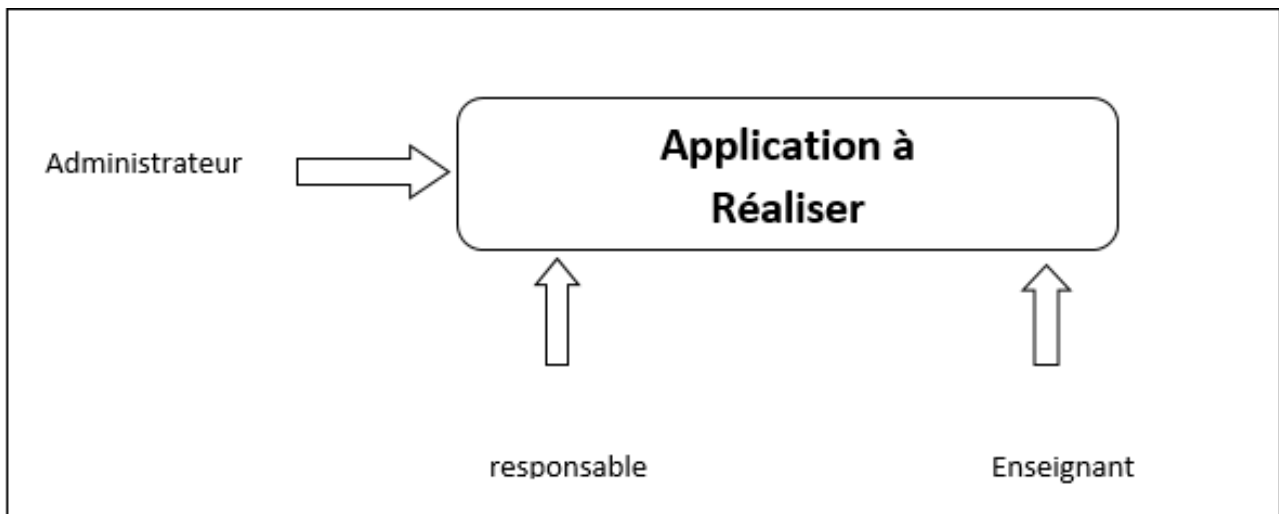 Application à
Réaliser
Administrateur
responsable
Enseignant